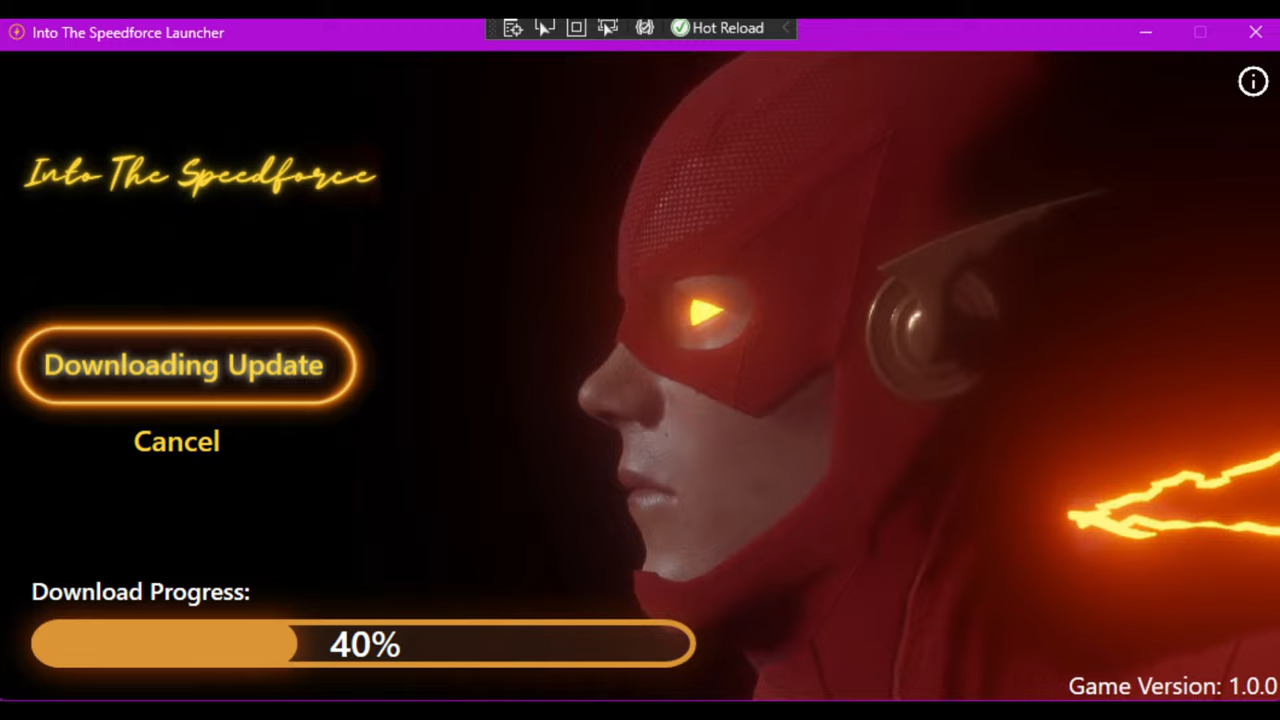 Into The Speedforce Launcher
Hot Reload
Into The Speedforce
Downloading Update
Cancel
Download Progress:
40%
Game Version: 1.0.0